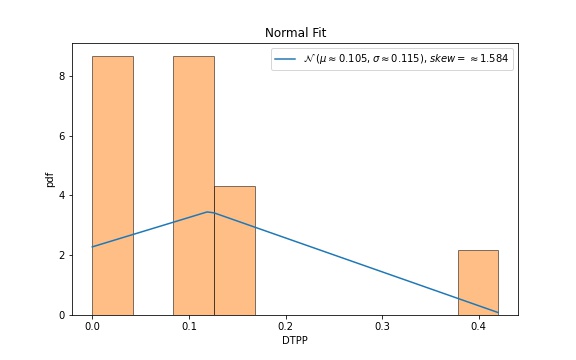 Normal Fit
𝒩(μ ≈ 0.105, σ ≈ 0.115), skew = ≈ 1.584
pdf
8
6
4
2
0
0.0 0.1 0.2 0.3 0.4
DTPP